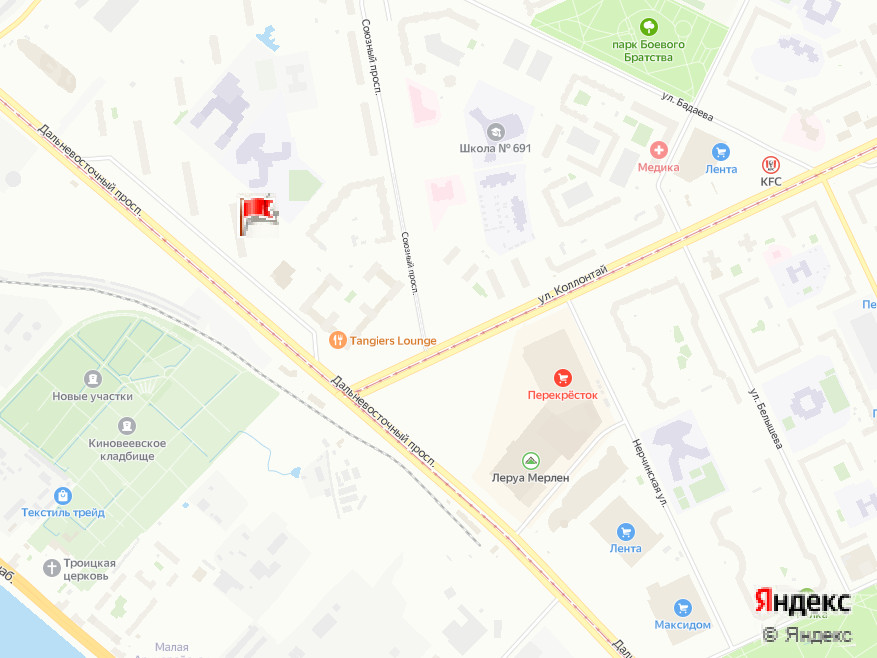 парк Боевого
Братства
Союзный просп.
ул. Бадаева
Дальневосточный просп.
Школа № 691
Медика
Лента
KFC
Союзный просп.
ул. Коллонтай
Tangiers Lounge
Новые участки
Перекрёсток
Дальневосточный просп.
ул. Белышева
Киновеевское
кладбище
Нерчинская ул.
Леруа Мерлен
Текстиль трейд
Лента
Троицкая
церковь
Яндекс
Максидом
© Яндекс
Малая